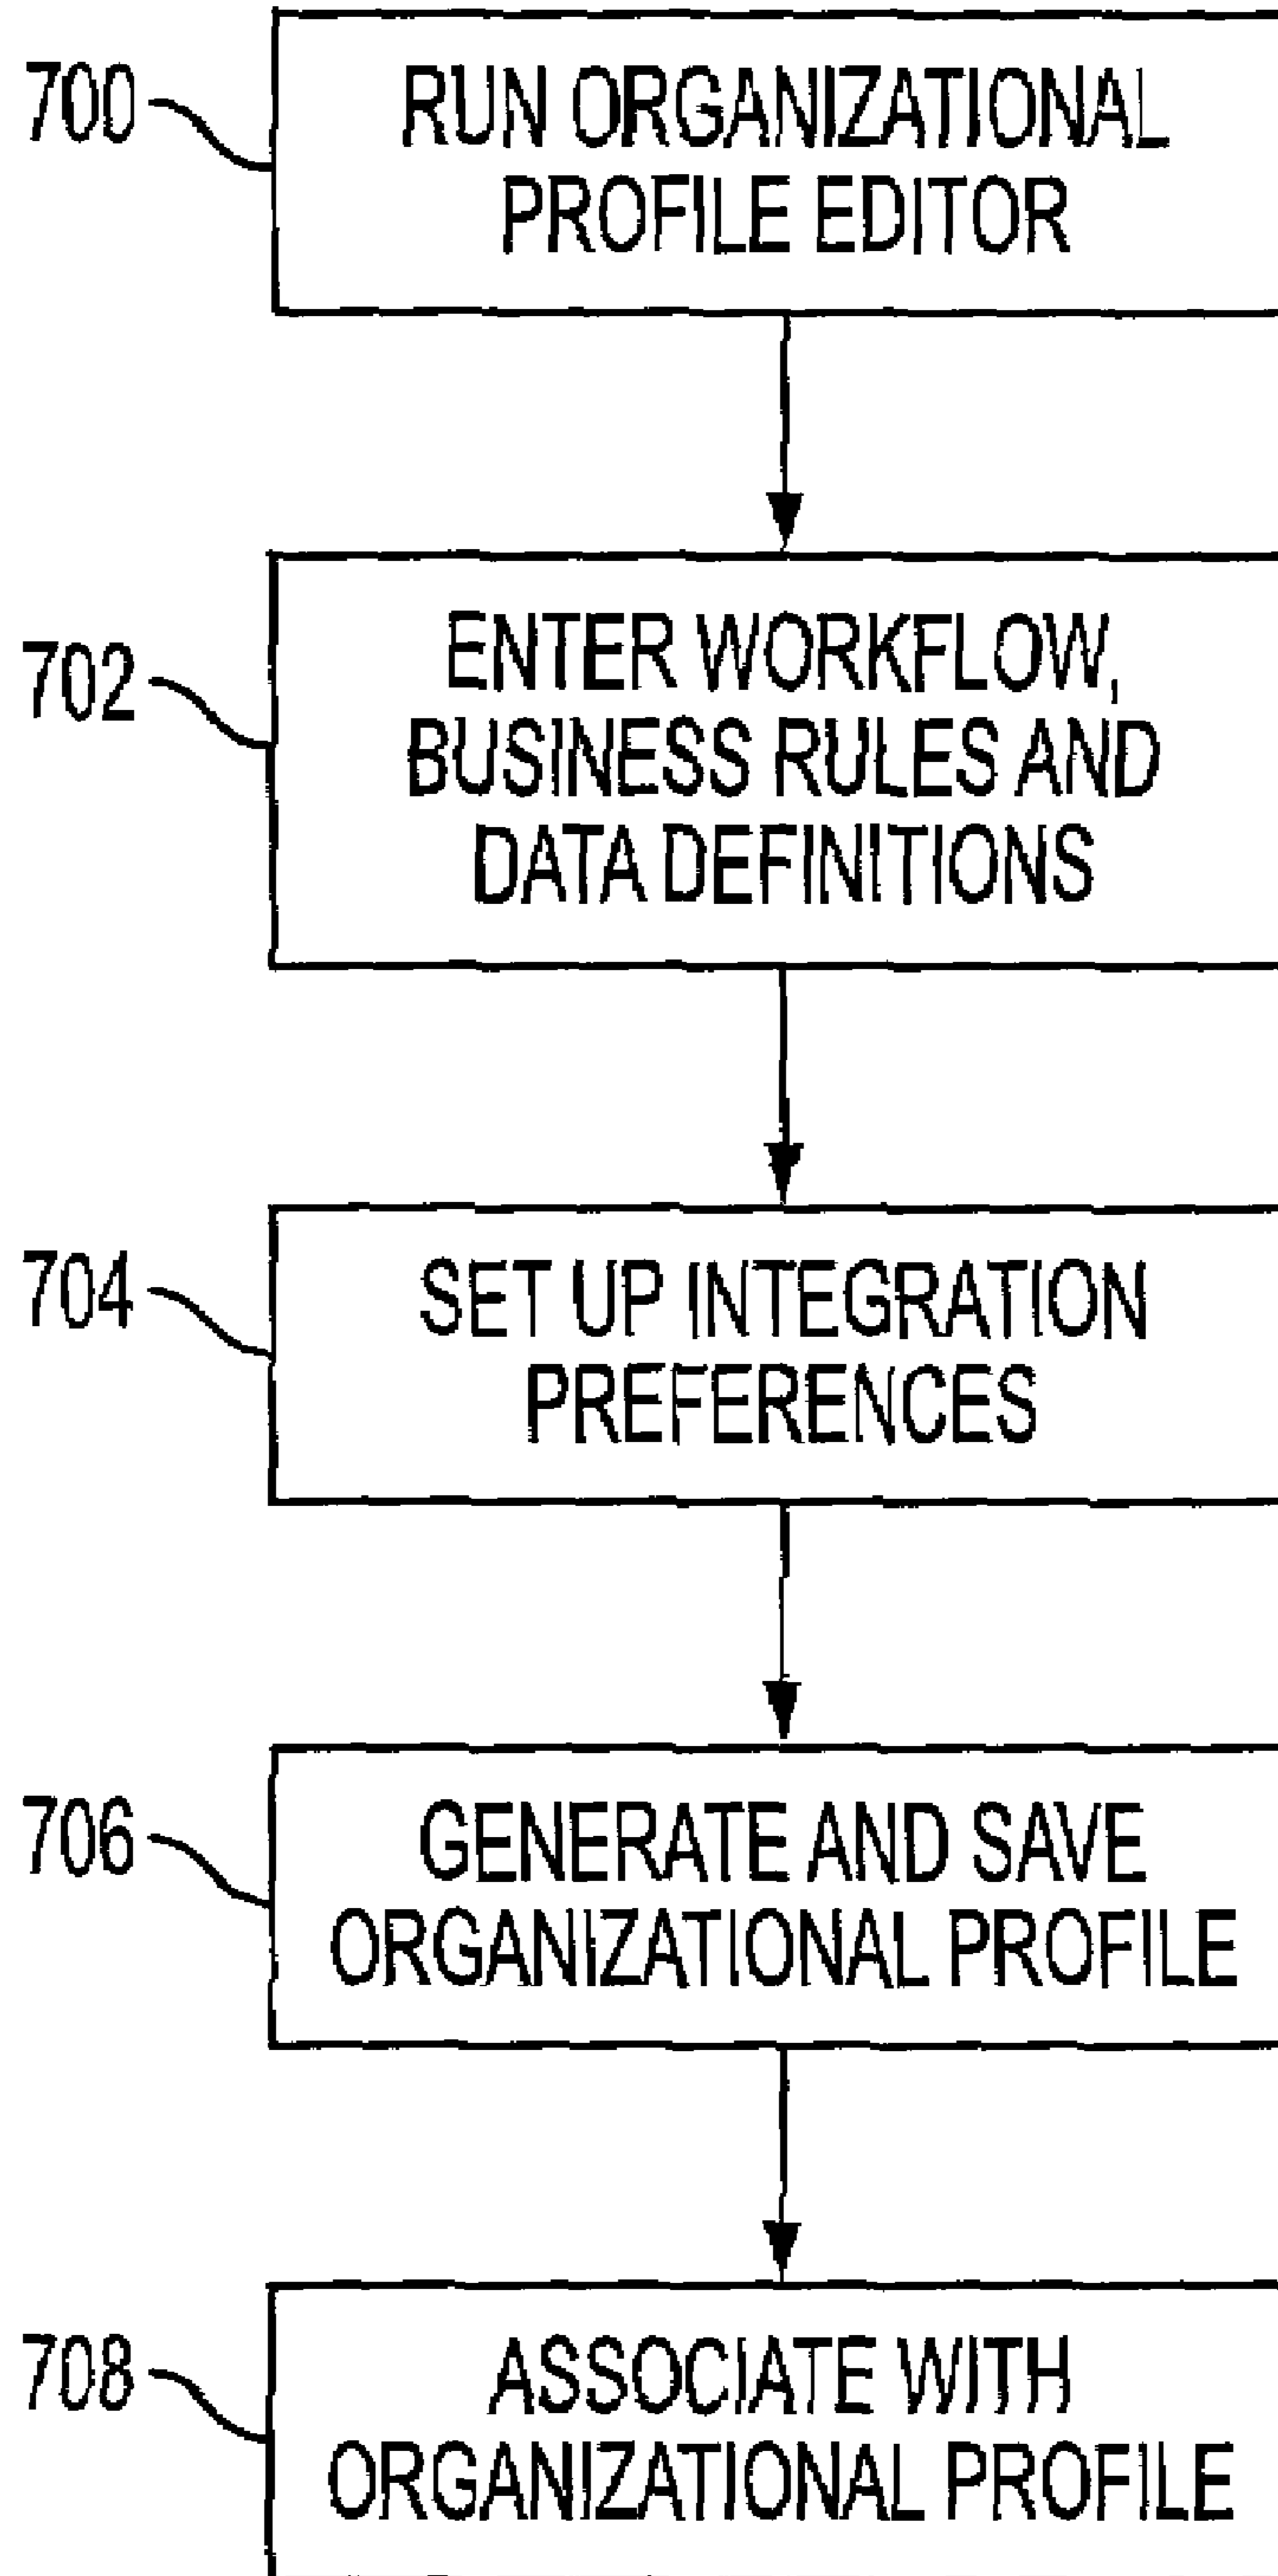 700
RUN ORGANIZATIONAL
PROFILE EDITOR
702
ENTER WORKFLOW,
BUSINESS RULES AND
DATA DEFINITIONS
704
SET UP INTEGRATION
PREFERENCES
706
GENERATE AND SAVE
ORGANIZATIONAL PROFILE
708
ASSOCIATE WITH
ORGANIZATIONAL PROFILE